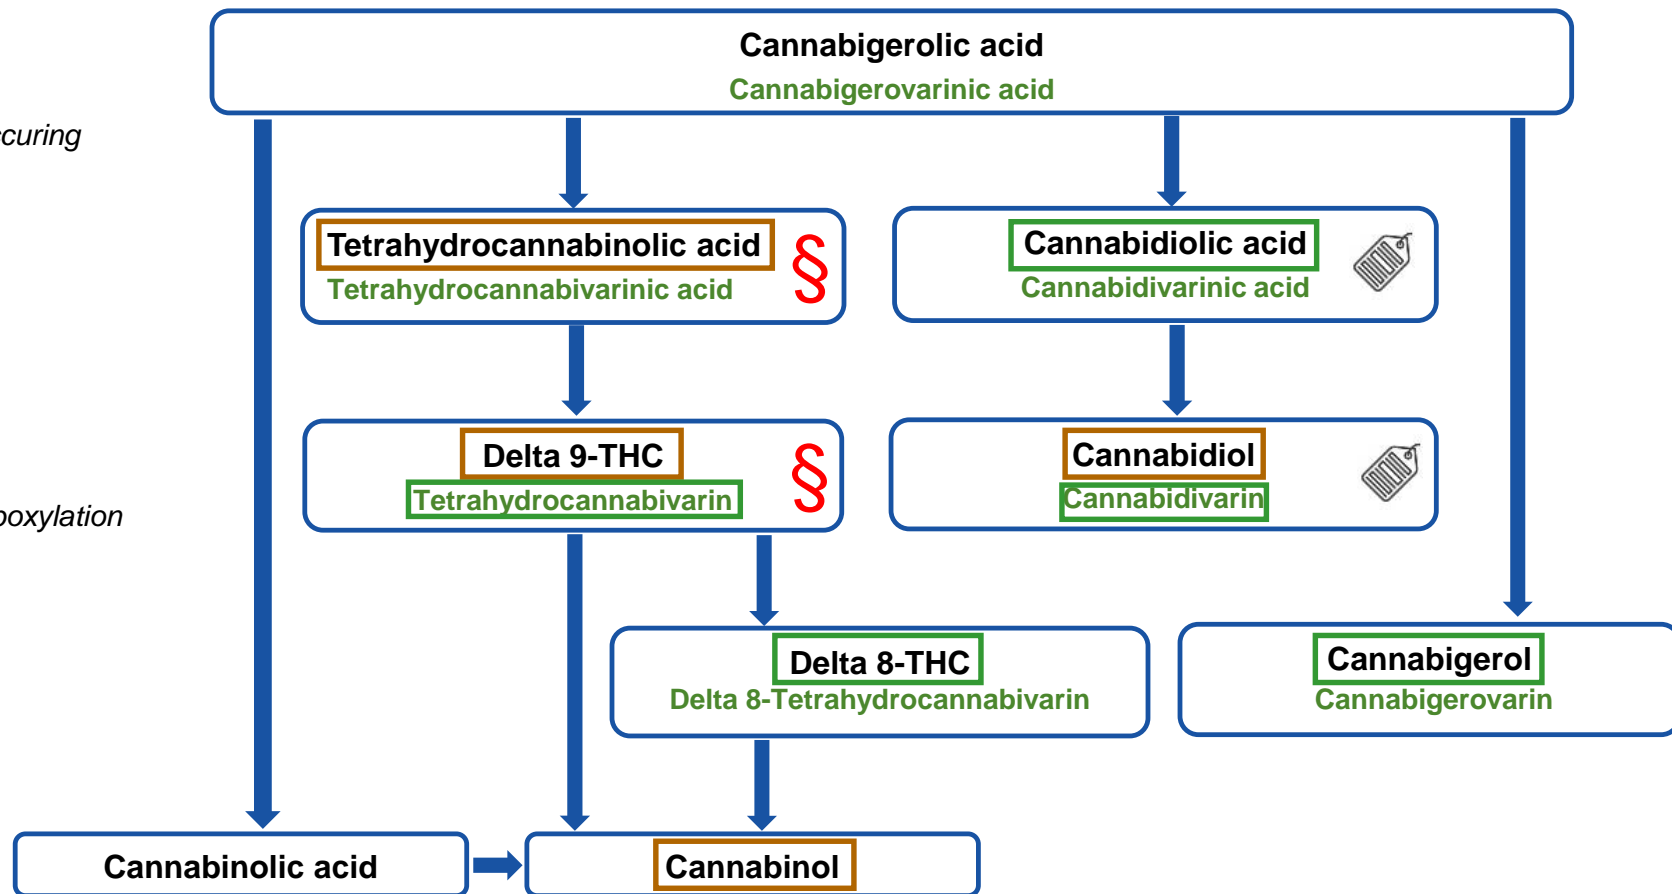 Cannabigerolic acid
Cannabigerovarinic acid
curing
Tetrahydrocannabinolic acid
§
Tetrahydrocannabivarinic acid
Cannabidiolic acid
Cannabidivarinic acid
Delta 9-THC
§
Tetrahydrocannabivarin
Cannabidiol
Cannabidivarin
oxylation
Delta 8-THC
Delta 8-Tetrahydrocannabivarin
Cannabigerol
Cannabigerovarin
Cannabinolic acid
Cannabinol